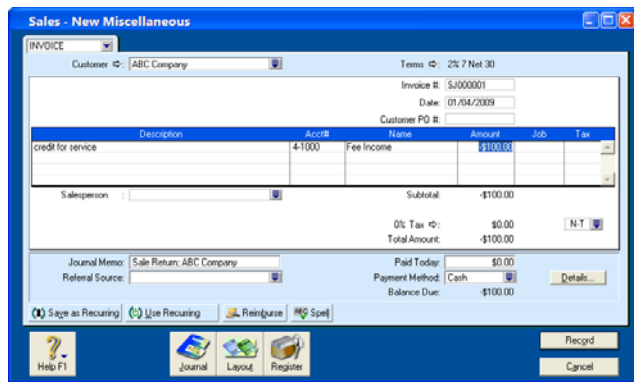 Sales - New Miscellaneous
INVOICE
Customer : ABC Company Terms : 2% 7 Net 30
Invoice #: SJ000001
Date: 01/04/2009
Customer PO #:
Description Acct# Name Amount Job Tax
credit for service 4-1000 Fee Income -$100.00
Salesperson : Subtotal: -$100.00
0% Tax : $0.00 N-T
Total Amount: -$100.00
Journal Memo: Sale Return; ABC Company Paid Today: $0.00
Referral Source: Payment Method: Cash Details...
Balance Due: -$100.00
Save as Recuring Use Recuring Reimburse ABC Spell
Help F1 Journal Layout Register Record
Cancel